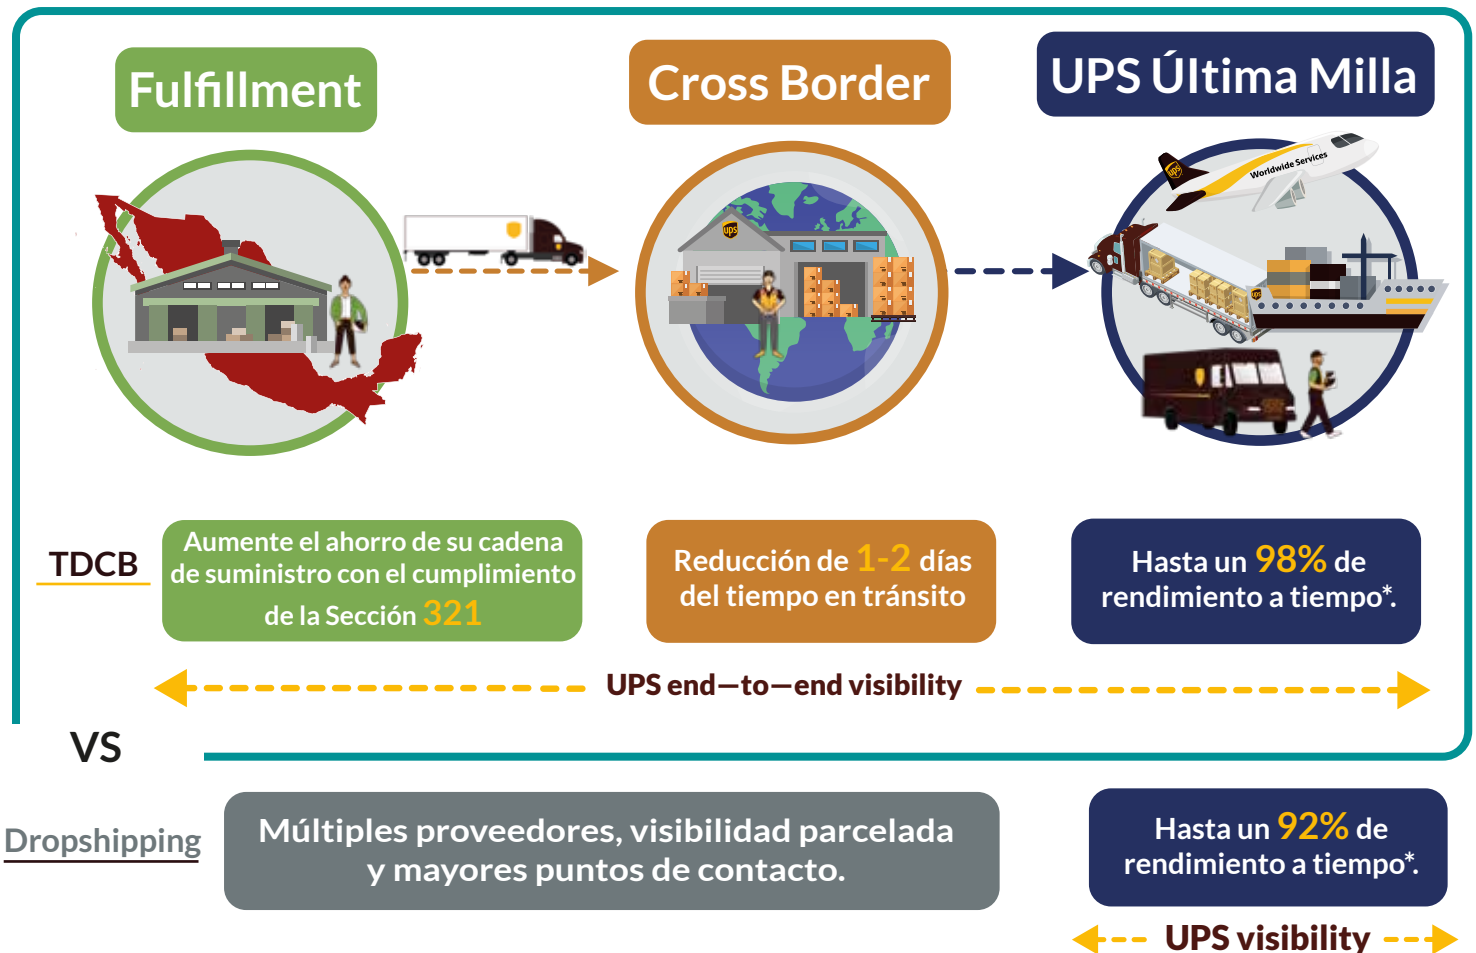 Fulfillment
Cross Border
UPS Última Milla
ups
Worldwide Services
ups
ups
TDCB
Aumente el ahorro de su cadena
de suministro con el cumplimiento
de la Sección 321
Reducción de 1-2 días
del tiempo en tránsito
Hasta un 98% de
rendimiento a tiempo*.
UPS end—to—end visibility
VS
Dropshipping
Múltiples proveedores, visibilidad parcelada
y mayores puntos de contacto.
Hasta un 92% de
rendimiento a tiempo*.
UPS visibility